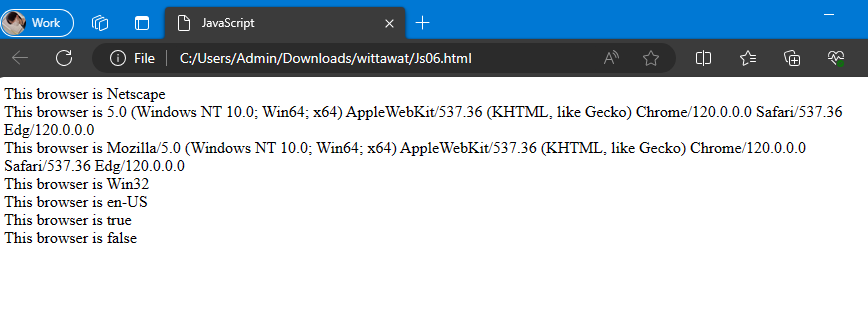 Work
JavaScript
File
C:/Users/Admin/Downloads/wittawat/Js06.html
This browser is Netscape
This browser is 5.0 (Windows NT 10.0; Win64; x64) AppleWebKit/537.36 (KHTML, like Gecko) Chrome/120.0.0.0 Safari/537.36
Edg/120.0.0.0
This browser is Mozilla/5.0 (Windows NT 10.0; Win64; x64) AppleWebKit/537.36 (KHTML, like Gecko) Chrome/120.0.0.0
Safari/537.36 Edg/120.0.0.0
This browser is Win32
This browser is en-US
This browser is true
This browser is false